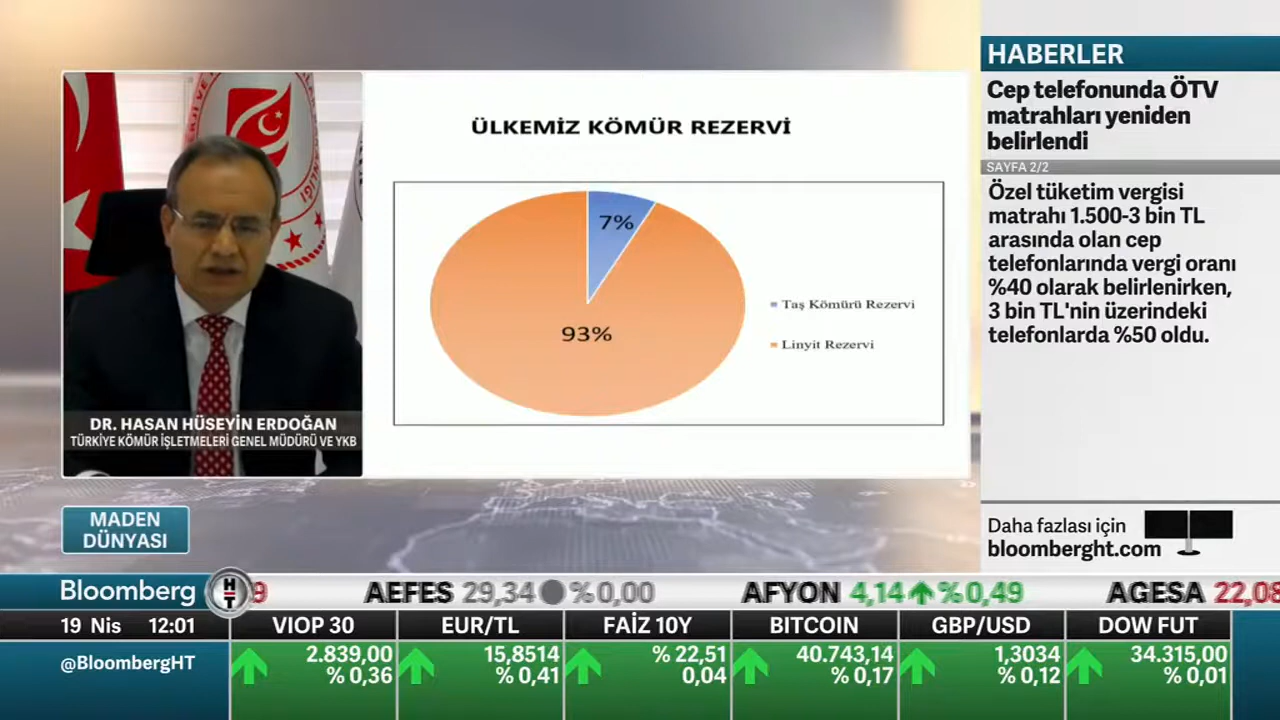 HABERLER
Cep telefonunda ÖTV
matrahları yeniden
belirlendi
SAYFA 2/2
Özel tüketim vergisi
matrahı 1.500-3 bin TL
arasında olan cep
telefonlarında vergi oranı
%40 olarak belirlenirken,
3 bin TL'nin üzerindeki
telefonlarda %50 oldu.
Daha fazlası için
bloomberght.com
ÜLKEMİZ KÖMÜR REZERVİ
7%
93%
Taş Kömürü Rezervi
Linyit Rezervi
DR. HASAN HÜSEYİN ERDOĞAN
TÜRKİYE KÖMÜR İŞLETMELERİ GENEL MÜDÜRÜ VE YKB
MADEN
DÜNYASI
Bloomberg HT
9 AEFES 29,34 %0,00 AFYON 4,14 %0,49 AGESA 22,08
19 Nis 12:01
@BloombergHT
VIOP 30 EUR/TL FAİZ 10Y BITCOIN GBP/USD DOW FUT
2.839,00 15,8514 % 22,51 40.743,14 1,3034 34.315,00
% 0,36 % 0,41 0,04 % 0,17 % 0,12 % 0,01